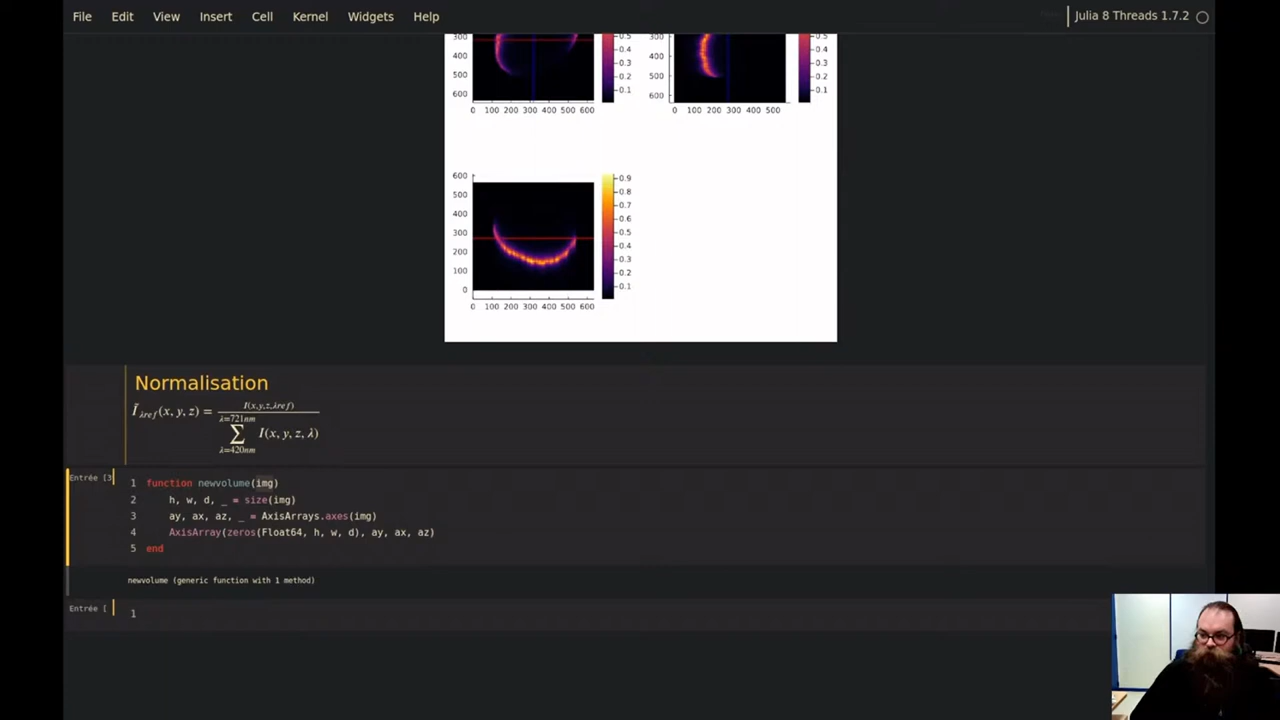 File Edit View Insert Cell Kernel Widgets Help
Julia 8 Threads 1.7.2
300
400
500
600
0 100 200 300 400 500 600
0.5
0.4
0.3
0.2
0.1
300
400
500
600
0 100 200 300 400 500
0.5
0.4
0.3
0.2
0.1
600
500
400
300
200
100
0
0 100 200 300 400 500 600
0.9
0.8
0.7
0.6
0.5
0.4
0.3
0.2
0.1
Normalisation
Ĩλref(x, y, z) = I(x,y,z,λref)
λ=721nm
∑ I(x, y, z, λ)
λ=420nm
Entrée [3
1 function newvolume(img)
2 h, w, d, _ = size(img)
3 ay, ax, az, _ = AxisArrays.axes(img)
4 AxisArray(zeros(Float64, h, w, d), ay, ax, az)
5 end
newvolume (generic function with 1 method)
Entrée [
1